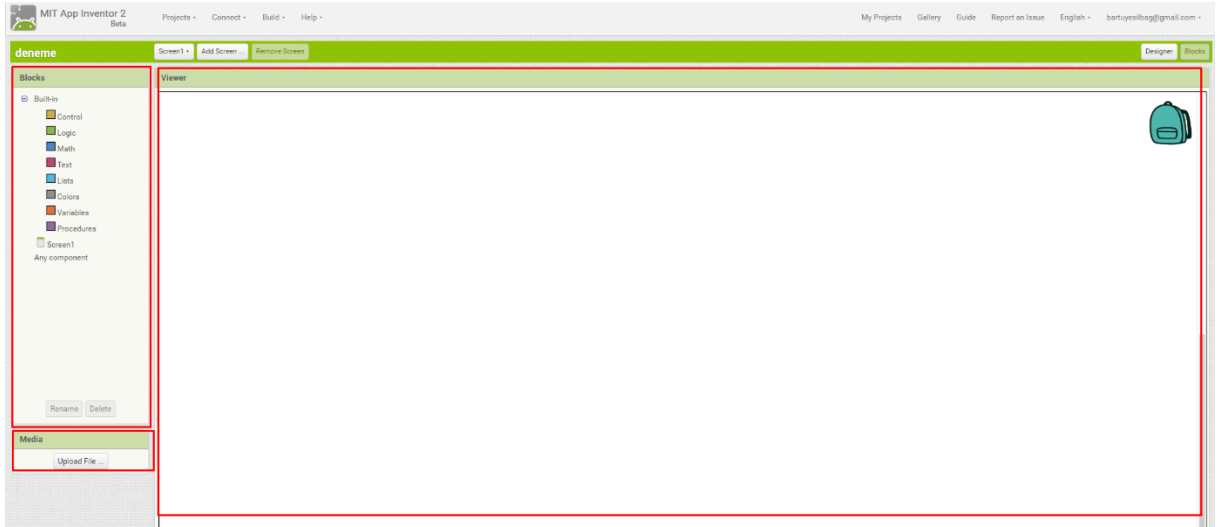 MIT App Inventor 2
Beta
Projects Connect Build Help
My Projects Gallery Guide Report an Issue English bartuyesilbag@gmail.com
deneme
Screen1 Add Screen ... Remove Screen
Designer Blocks
Blocks
Viewer
Built-in
Control
Logic
Math
Text
Lists
Colors
Variables
Procedures
Screen1
Any component
Rename Delete
Media
Upload File ...